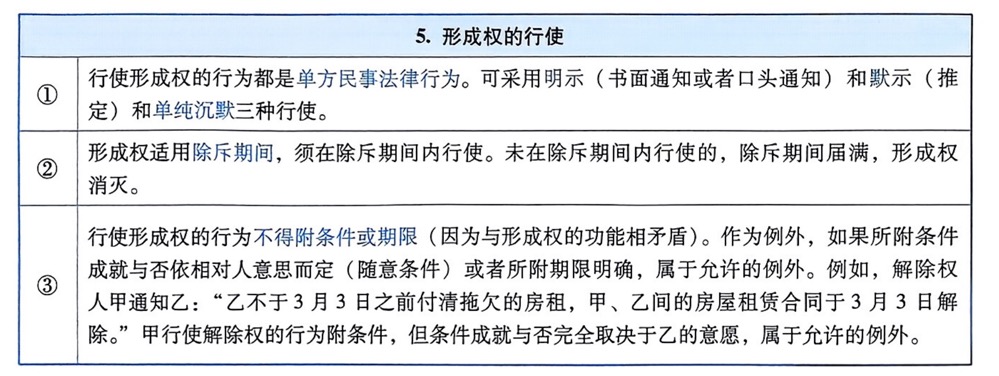 5. 形成权的行使
①
行使形成权的行为都是单方民事法律行为。可采用明示（书面通知或者口头通知）和默示（推
定）和单纯沉默三种行使。
②
形成权适用除斥期间，须在除斥期间内行使。未在除斥期间内行使的，除斥期间届满，形成权
消灭。
③
行使形成权的行为不得附条件或期限（因为与形成权的功能相矛盾）。作为例外，如果所附条件
成就与否依相对人意思而定（随意条件）或者所附期限明确，属于允许的例外。例如，解除权
人甲通知乙：“乙不于3月3日之前付清拖欠的房租，甲、乙间的房屋租赁合同于3月3日解
除。”甲行使解除权的行为附条件，但条件成就与否完全取决于乙的意愿，属于允许的例外。